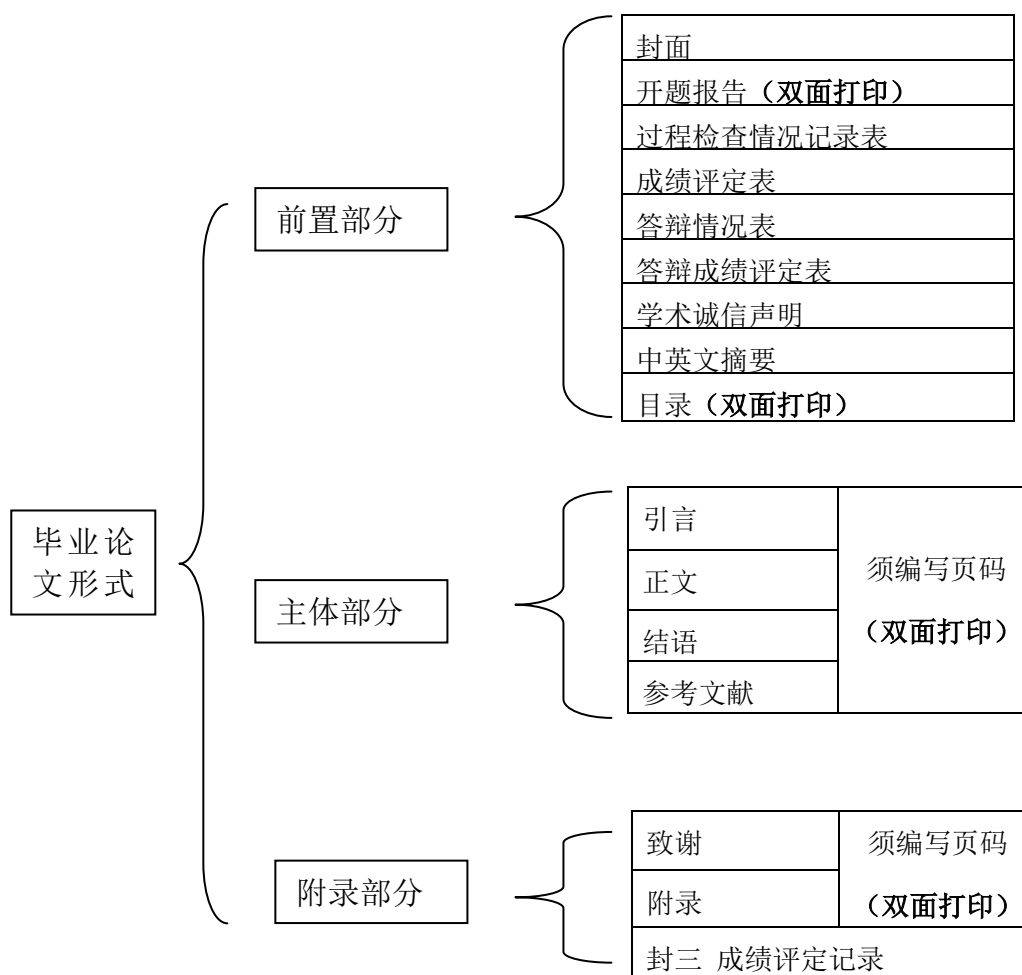 封面
开题报告（双面打印）
过程检查情况记录表
成绩评定表
前置部分
答辩情况表
答辩成绩评定表
学术诚信声明
中英文摘要
目录（双面打印）
毕业论
文形式
主体部分
引言
正文
结语
参考文献
须编写页码
（双面打印）
附录部分
致谢
附录
须编写页码
（双面打印）
封三 成绩评定记录